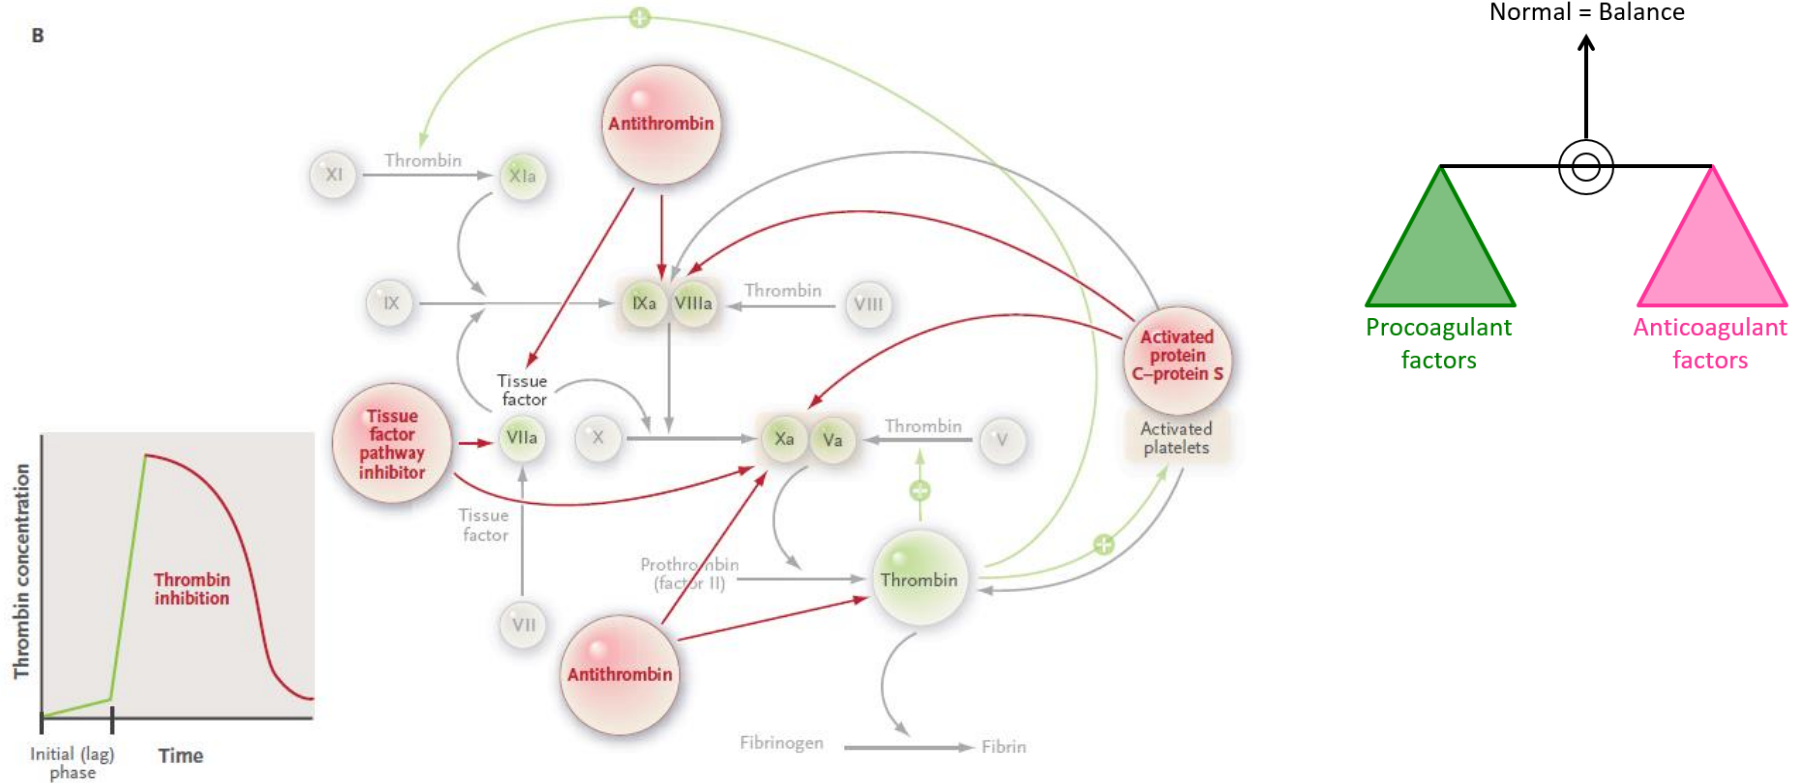 B
Normal = Balance
Antithrombin
Thrombin
XI
XIa
IX
IXa
VIIIa
Thrombin
VIII
Activated
protein
C–protein S
Procoagulant
factors
Anticoagulant
factors
Tissue
factor
Tissue
factor
pathway
inhibitor
VIIa
X
Xa
Va
Thrombin
V
Activated
platelets
Tissue
factor
Prothrombin
(factor II)
Thrombin
VII
Antithrombin
Fibrinogen
Fibrin
Thrombin concentration
Thrombin
inhibition
Initial (lag)
phase
Time